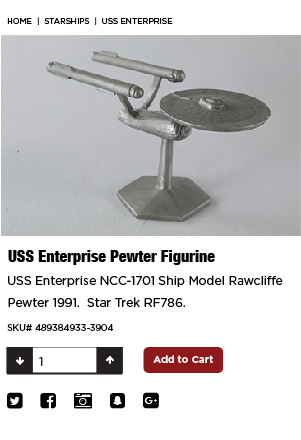 HOME | STARSHIPS | USS ENTERPRISE
USS Enterprise Pewter Figurine
USS Enterprise NCC-1701 Ship Model Rawcliffe
Pewter 1991. Star Trek RF786.
SKU# 489384933-3904
1 Add to Cart